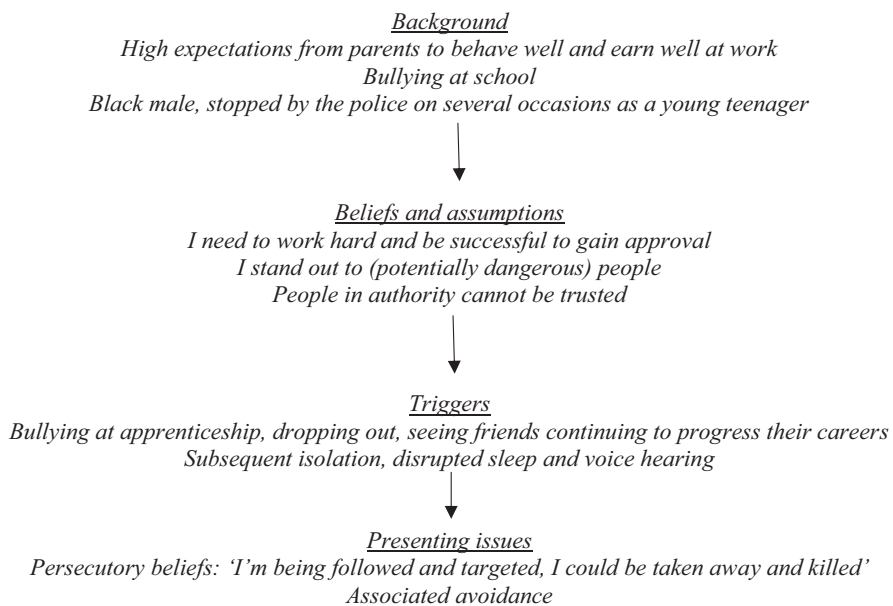 Background
High expectations from parents to behave well and earn well at work
Bullying at school
Black male, stopped by the police on several occasions as a young teenager
Beliefs and assumptions
I need to work hard and be successful to gain approval
I stand out to (potentially dangerous) people
People in authority cannot be trusted
Triggers
Bullying at apprenticeship, dropping out, seeing friends continuing to progress their careers
Subsequent isolation, disrupted sleep and voice hearing
Presenting issues
Persecutory beliefs: ‘I’m being followed and targeted, I could be taken away and killed’
Associated avoidance